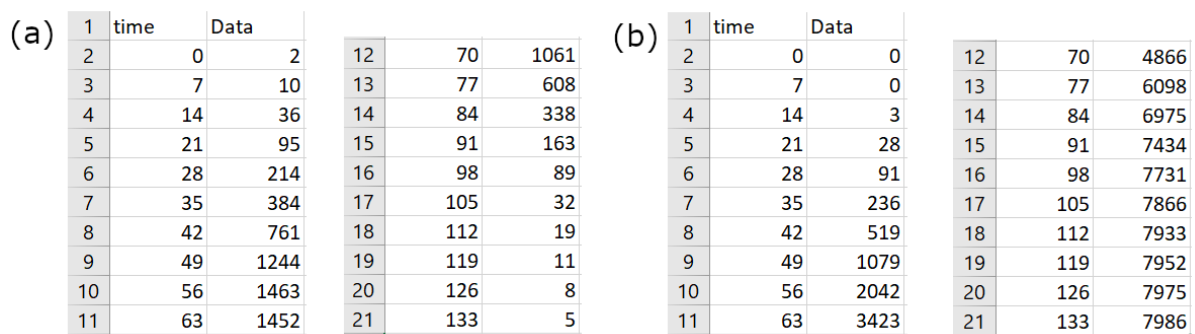 (a)
1 time Data
2 0 2
3 7 10
4 14 36
5 21 95
6 28 214
7 35 384
8 42 761
9 49 1244
10 56 1463
11 63 1452
12 70 1061
13 77 608
14 84 338
15 91 163
16 98 89
17 105 32
18 112 19
19 119 11
20 126 8
21 133 5
(b)
1 time Data
2 0 0
3 7 0
4 14 3
5 21 28
6 28 91
7 35 236
8 42 519
9 49 1079
10 56 2042
11 63 3423
12 70 4866
13 77 6098
14 84 6975
15 91 7434
16 98 7731
17 105 7866
18 112 7933
19 119 7952
20 126 7975
21 133 7986